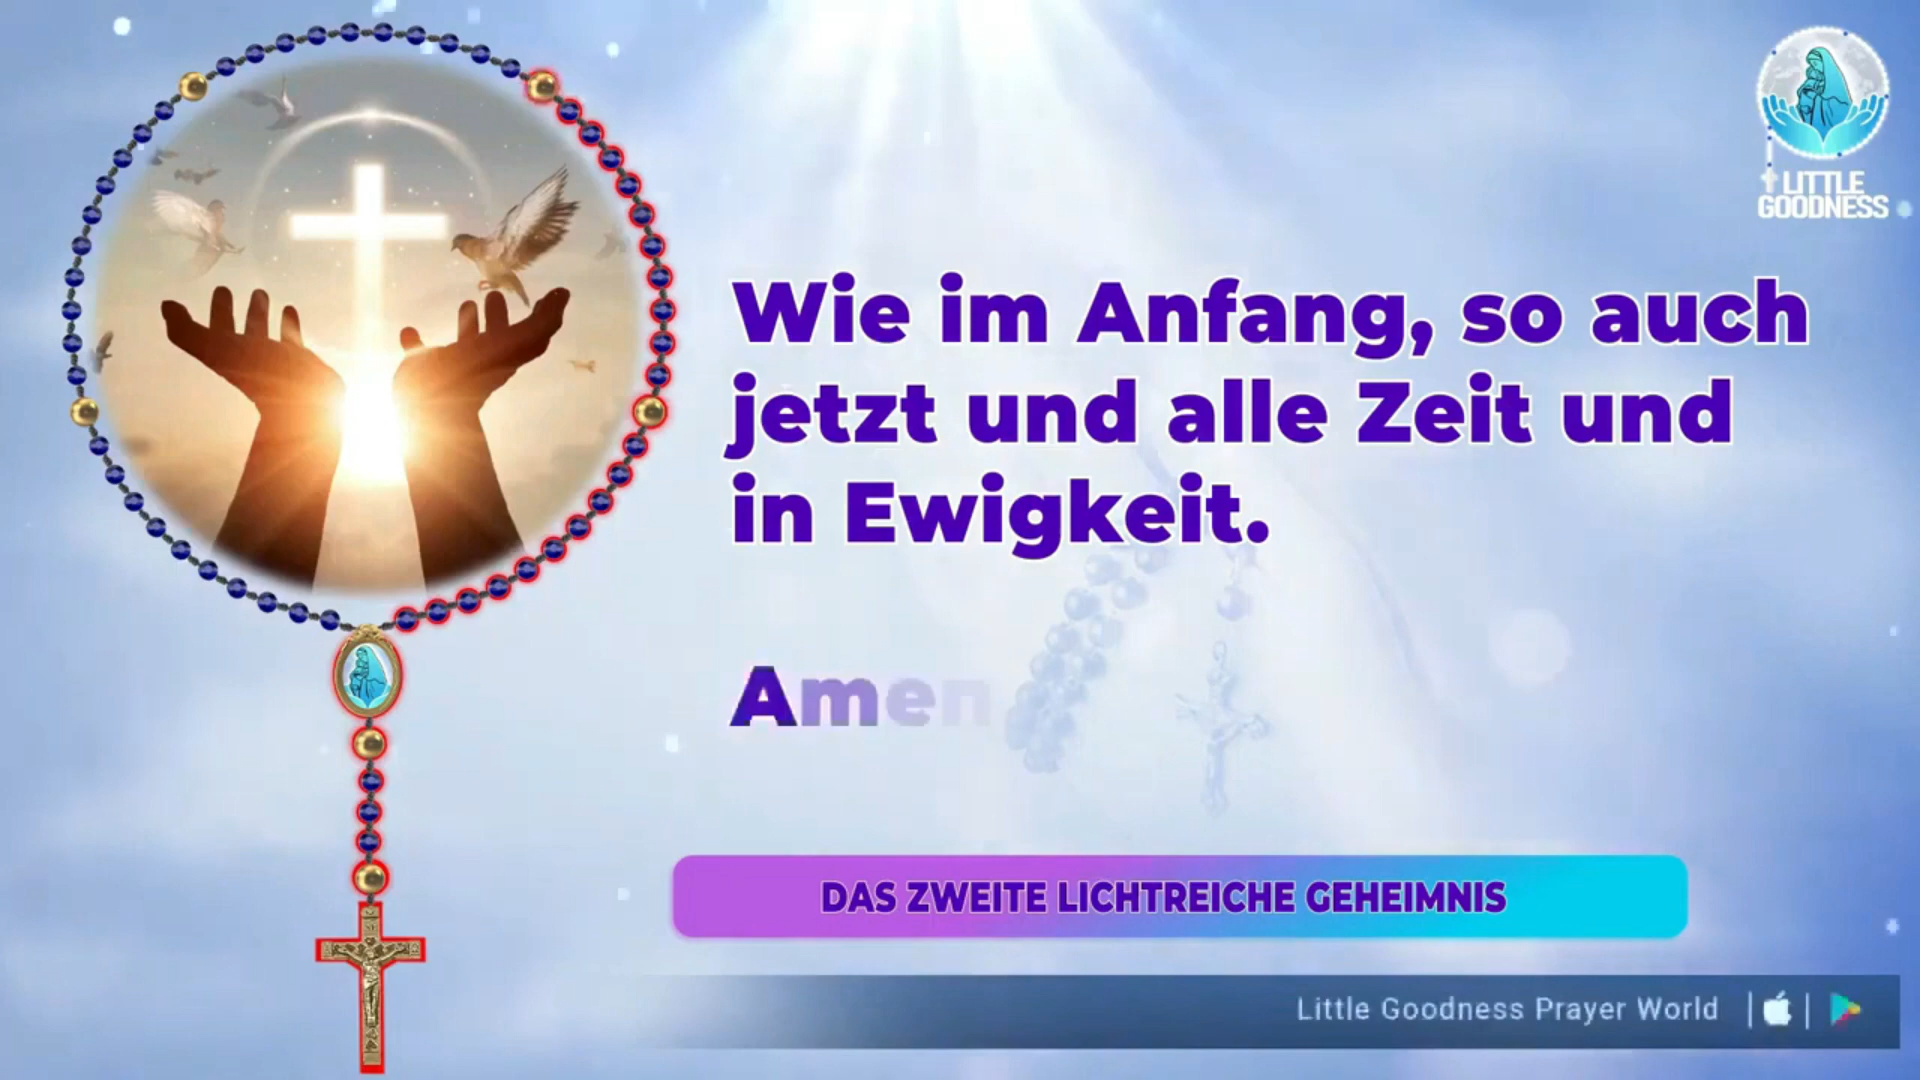 LITTLE
GOODNESS
Wie im Anfang, so auch
jetzt und alle Zeit und
in Ewigkeit.
Amen
DAS ZWEITE LICHTREICHE GEHEIMNIS
Little Goodness Prayer World